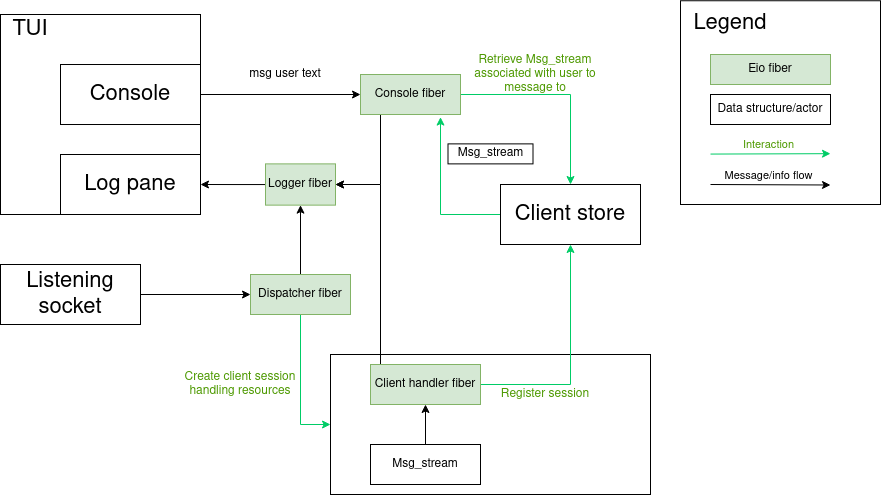 TUI
Legend
Console
msg user text
Console fiber
Retrieve Msg_stream
associated with user to
message to
Eio fiber
Data structure/actor
Interaction
Message/info flow
Msg_stream
Log pane
Logger fiber
Client store
Listening
socket
Dispatcher fiber
Create client session
handling resources
Client handler fiber
Register session
Msg_stream